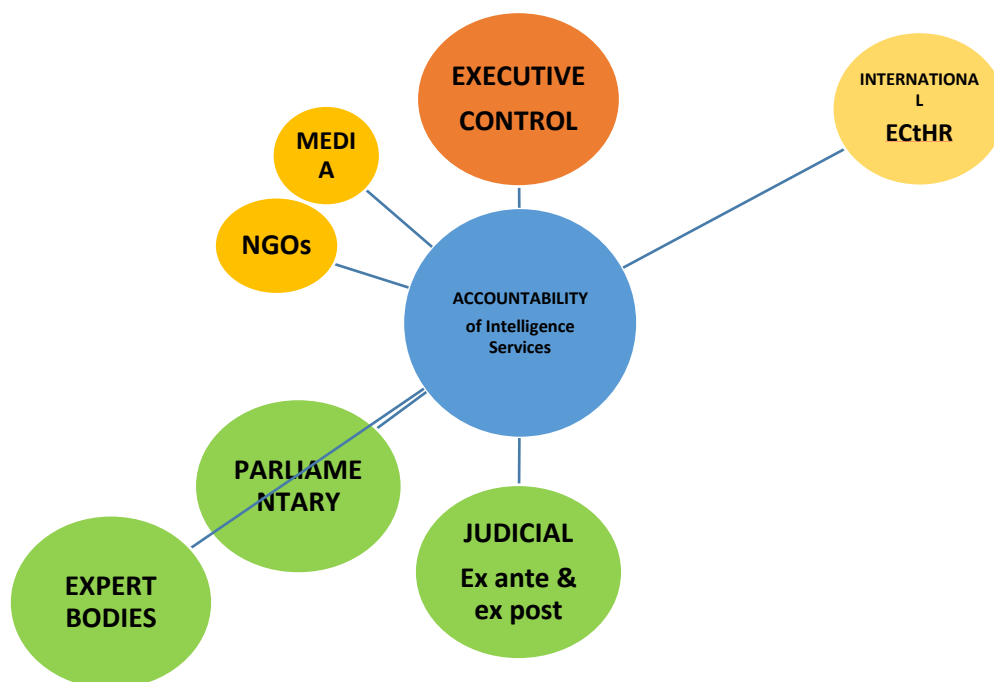 EXECUTIVE
CONTROL
INTERNATIONA
L
ECtHR
MEDI
A
NGOs
ACCOUNTABILITY
of Intelligence
Services
PARLIAME
NTARY
JUDICIAL
Ex ante &
ex post
EXPERT
BODIES